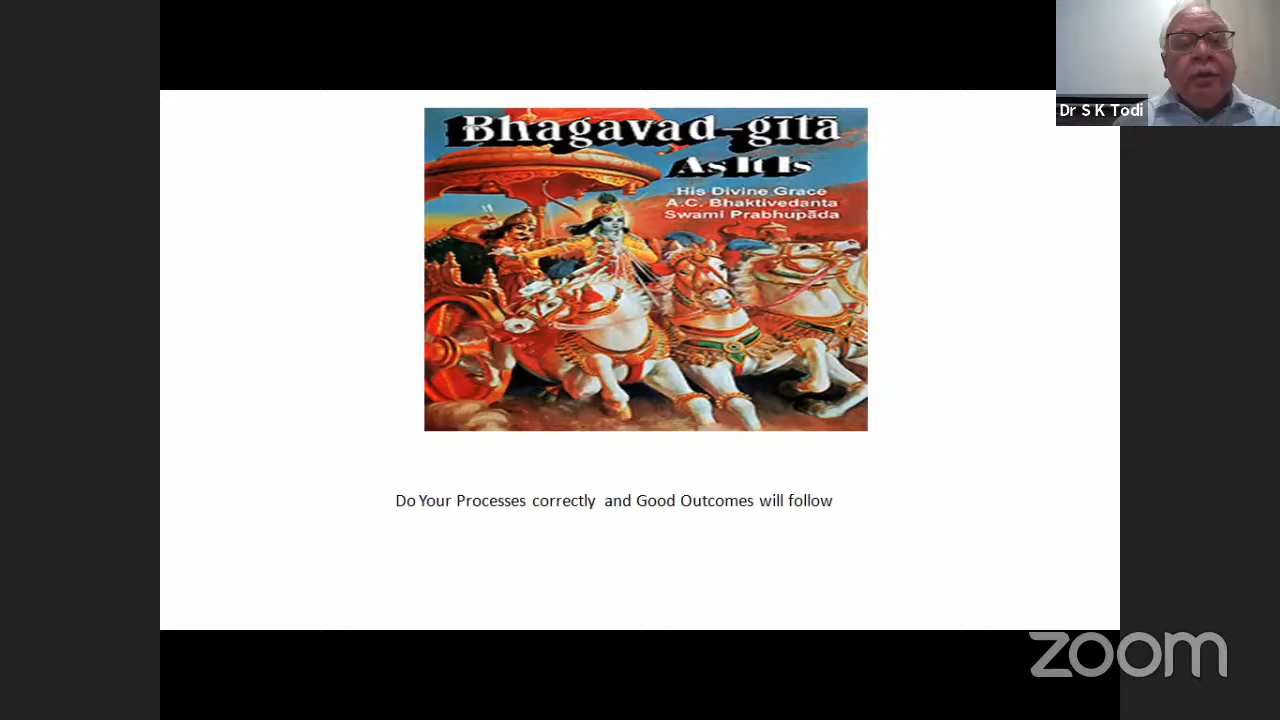 Bhagavad-gītā
As It Is
His Divine Grace
A.C. Bhaktivedanta
Swami Prabhupāda
Do Your Processes correctly and Good Outcomes will follow
Dr S K Todi
zoom